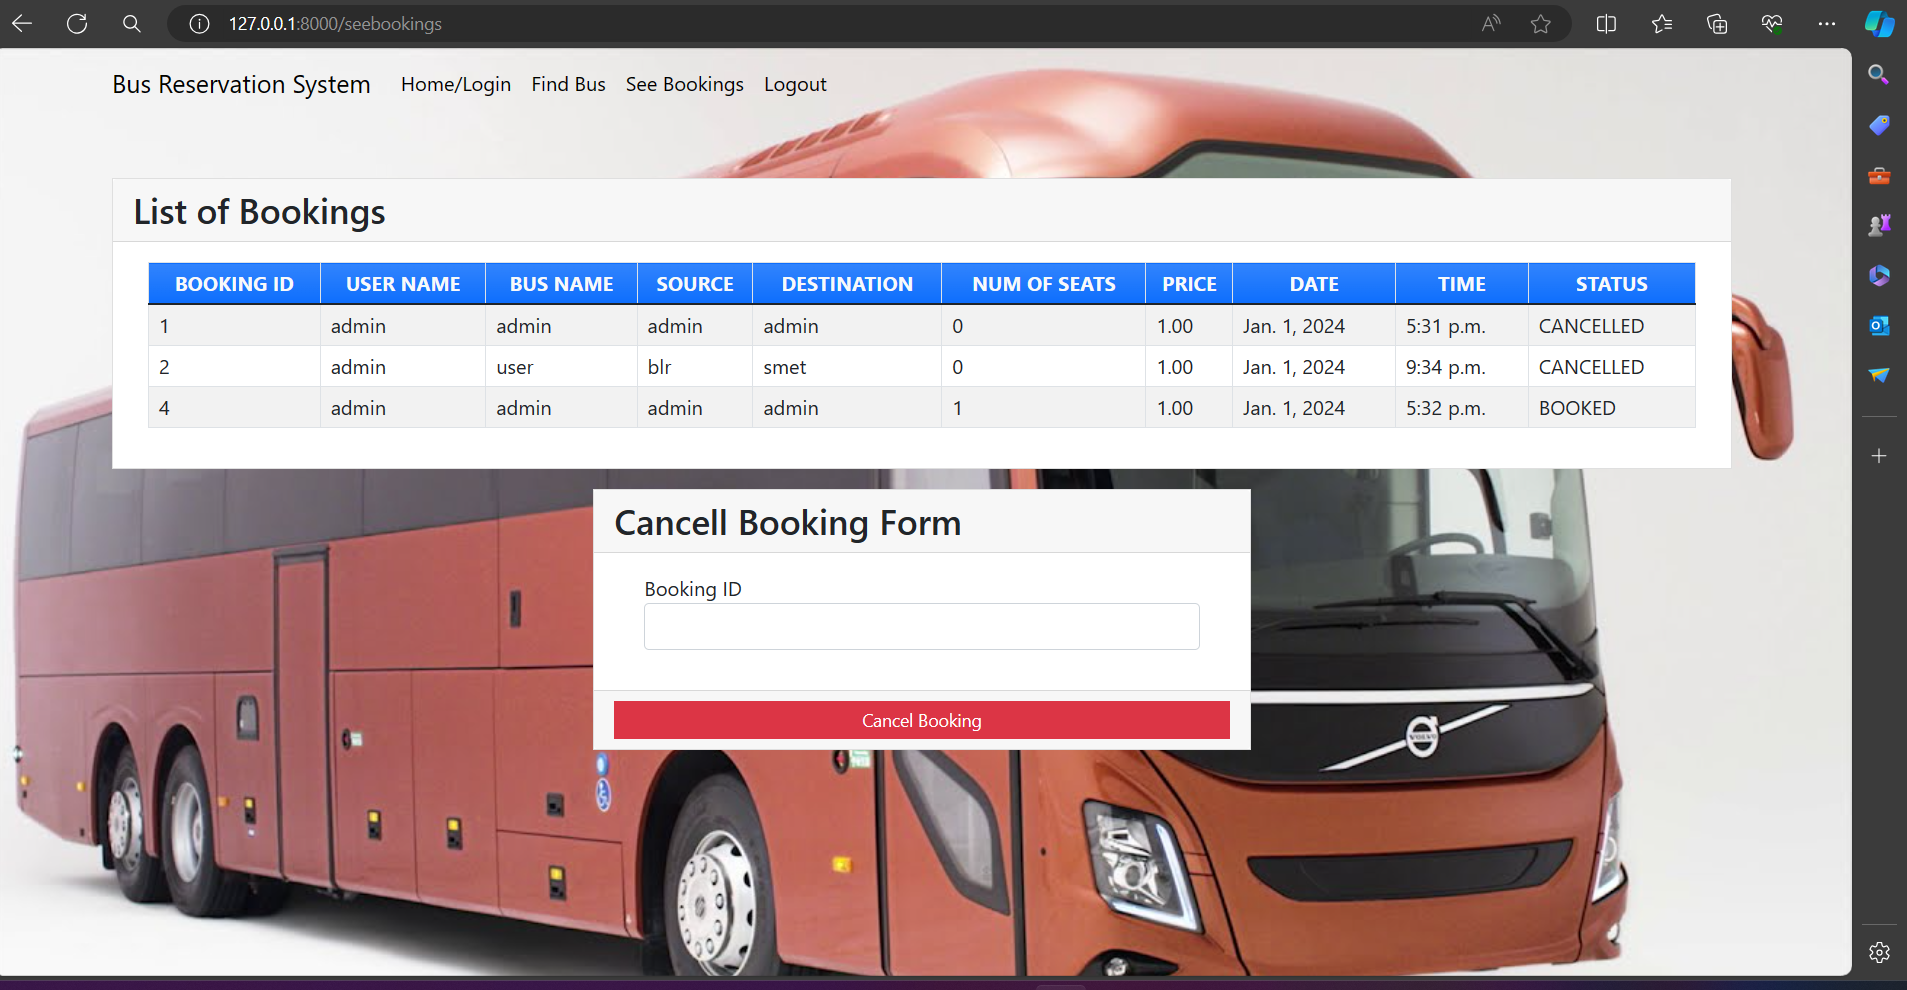 127.0.0.1:8000/seebookings
Bus Reservation System Home/Login Find Bus See Bookings Logout
List of Bookings
BOOKING ID USER NAME BUS NAME SOURCE DESTINATION NUM OF SEATS PRICE DATE TIME STATUS
1 admin admin admin admin 0 1.00 Jan. 1, 2024 5:31 p.m. CANCELLED
2 admin user blr smet 0 1.00 Jan. 1, 2024 9:34 p.m. CANCELLED
4 admin admin admin admin 1 1.00 Jan. 1, 2024 5:32 p.m. BOOKED
Cancell Booking Form
Booking ID
Cancel Booking
VOLVO